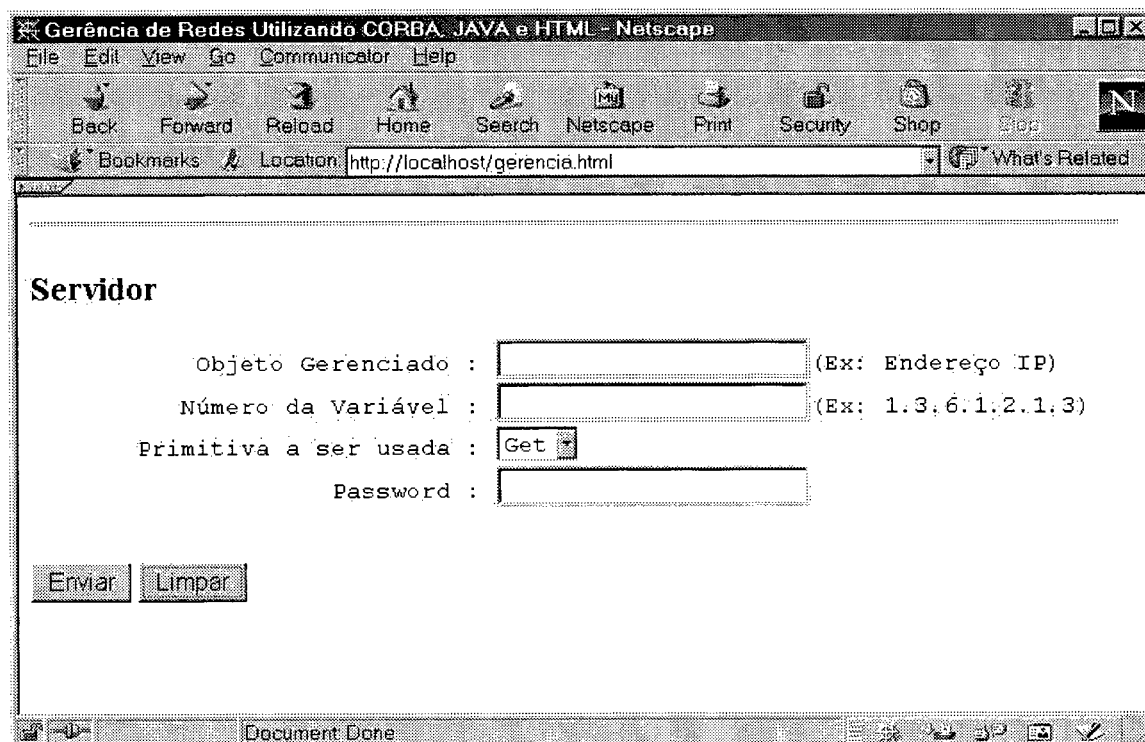 Gerência de Redes Utilizando CORBA, JAVA e HTML - Netscape
File Edit View Go Communicator Help
Back Forward Reload Home Search Netscape Print Security Shop Stop
Bookmarks Location: http://localhost/gerencia.html What's Related
Servidor
Objeto Gerenciado : (Ex: Endereço IP)
Número da Variável : (Ex: 1.3.6.1.2.1.3)
Primitiva a ser usada : Get
Password :
Enviar Limpar
Document: Done